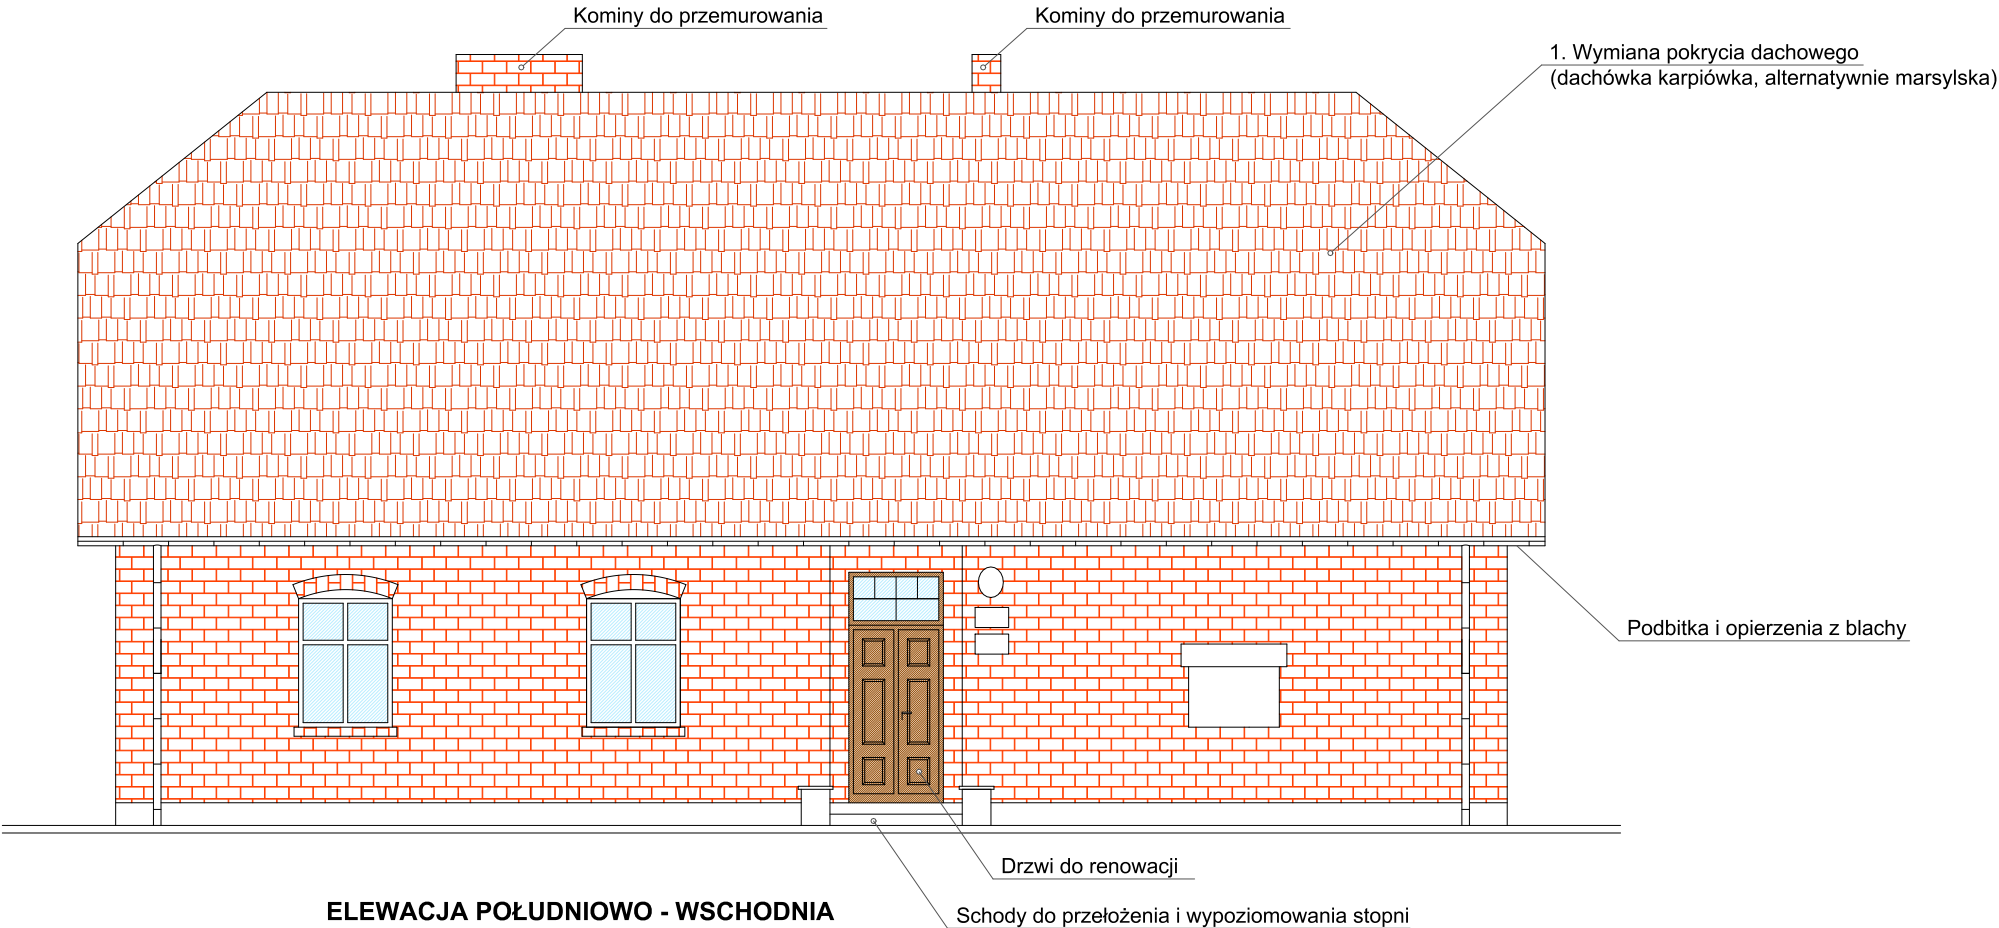 Kominy do przemurowania
Kominy do przemurowania
1. Wymiana pokrycia dachowego
(dachówka karpiówka, alternatywnie marsylska)
Podbitka i opierzenia z blachy
Drzwi do renowacji
Schody do przełożenia i wypoziomowania stopni
ELEWACJA POŁUDNIOWO - WSCHODNIA